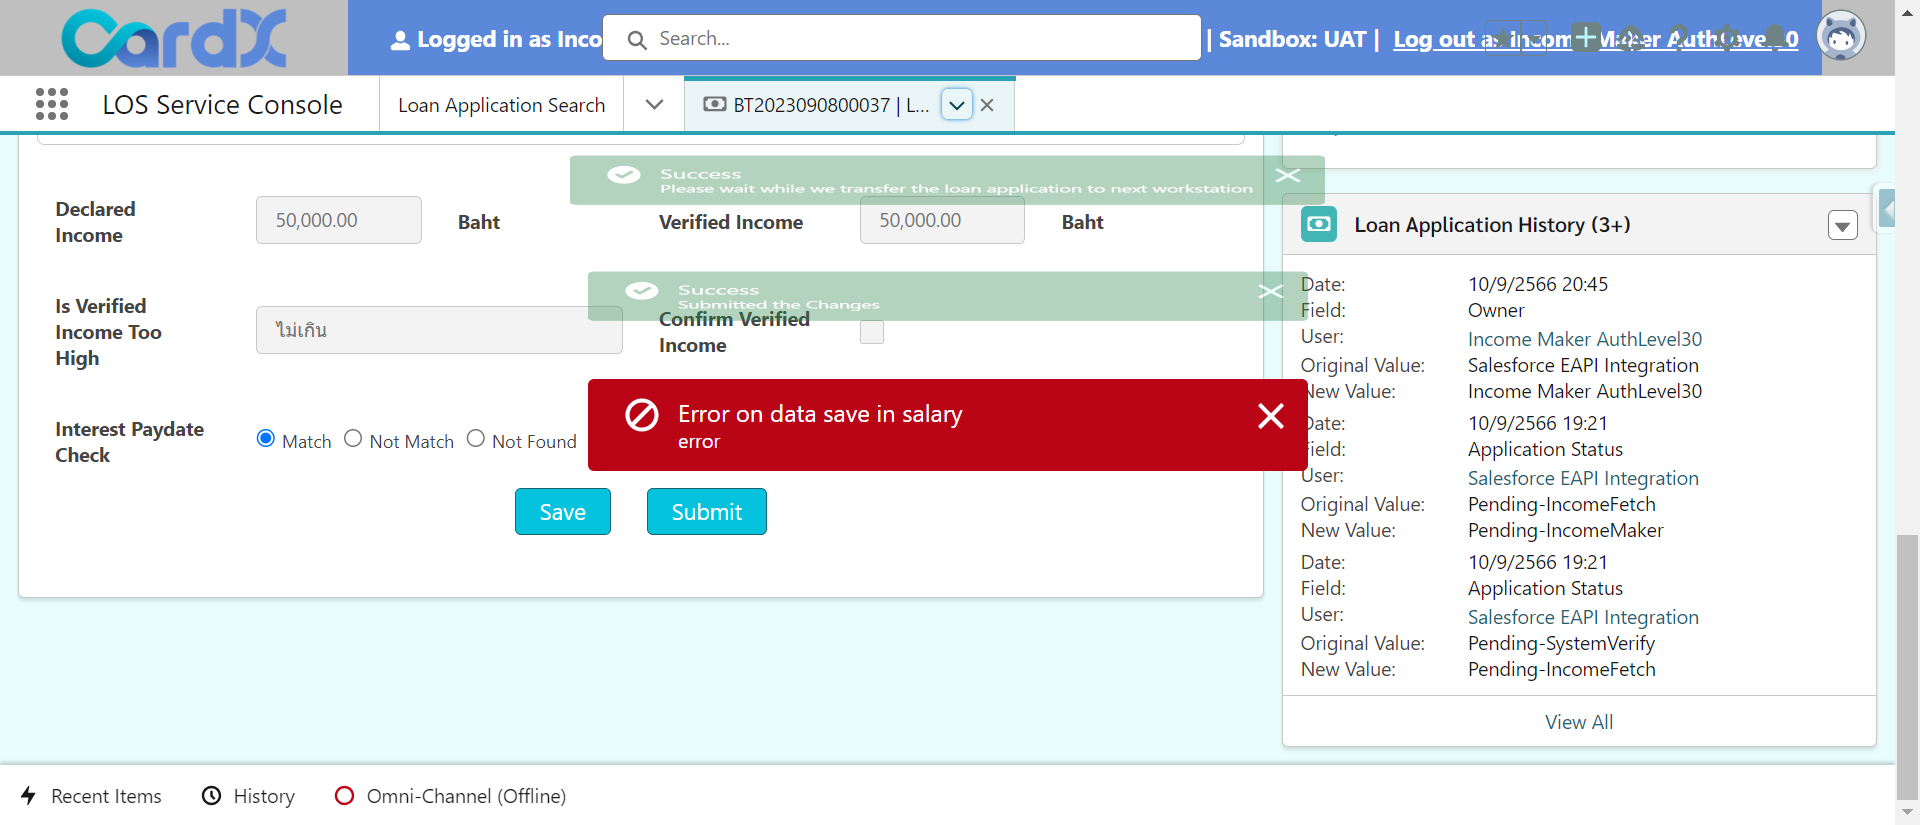 CardX
Logged in as Inco
Search...
| Sandbox: UAT |
Log out as Income Maker AuthLevel30
LOS Service Console
Loan Application Search
BT2023090800037 | L...
Success
Please wait while we transfer the loan application to next workstation
Declared Income
50,000.00
Baht
Verified Income
50,000.00
Baht
Success
Submitted the Changes
Is Verified Income Too High
ไม่เกิน
Confirm Verified Income
Error on data save in salary
error
Interest Paydate Check
Match
Not Match
Not Found
Save
Submit
Loan Application History (3+)
Date:
10/9/2566 20:45
Field:
Owner
User:
Income Maker AuthLevel30
Original Value:
Salesforce EAPI Integration
New Value:
Income Maker AuthLevel30
Date:
10/9/2566 19:21
Field:
Application Status
User:
Salesforce EAPI Integration
Original Value:
Pending-IncomeFetch
New Value:
Pending-IncomeMaker
Date:
10/9/2566 19:21
Field:
Application Status
User:
Salesforce EAPI Integration
Original Value:
Pending-SystemVerify
New Value:
Pending-IncomeFetch
View All
Recent Items
History
Omni-Channel (Offline)